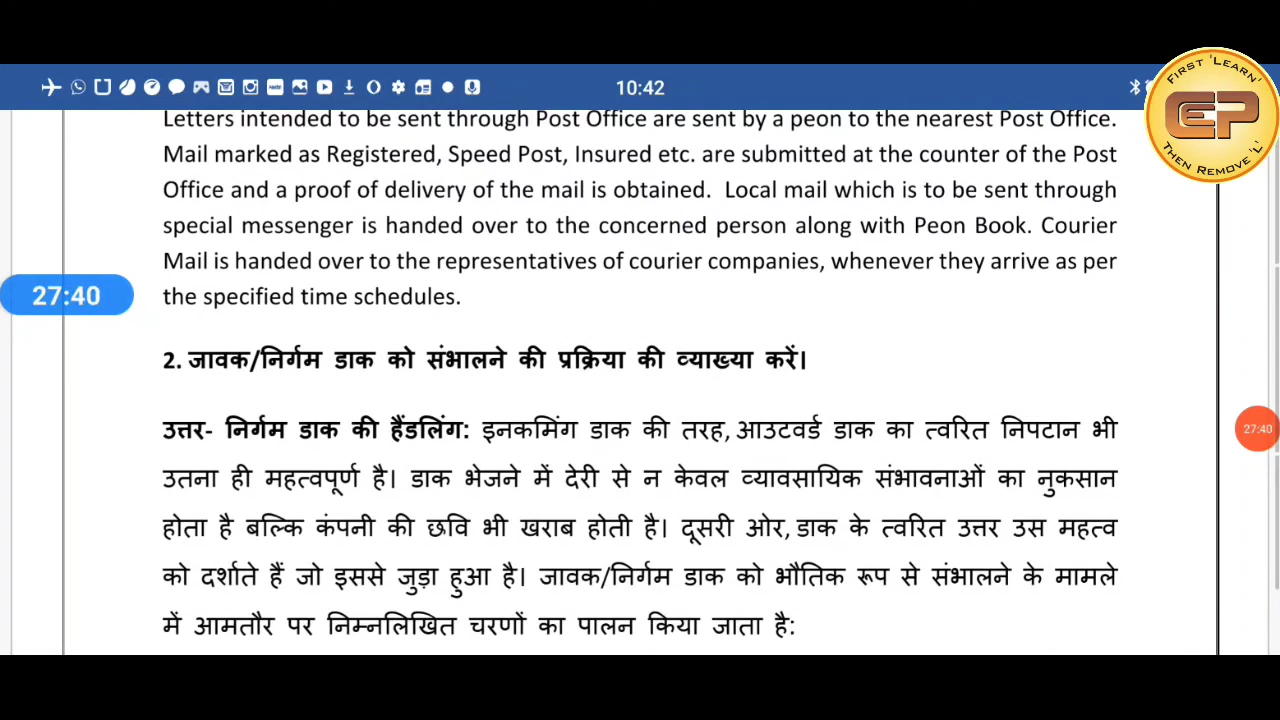 10:42
FIRST 'LEARN'
EP
THEN REMOVE 'L'
Letters intended to be sent through Post Office are sent by a peon to the nearest Post Office.
Mail marked as Registered, Speed Post, Insured etc. are submitted at the counter of the Post
Office and a proof of delivery of the mail is obtained. Local mail which is to be sent through
special messenger is handed over to the concerned person along with Peon Book. Courier
Mail is handed over to the representatives of courier companies, whenever they arrive as per
27:40
the specified time schedules.
2. जावक/निर्गम डाक को संभालने की प्रक्रिया की व्याख्या करें।
उत्तर- निर्गम डाक की हैंडलिंग: इनकमिंग डाक की तरह, आउटवर्ड डाक का त्वरित निपटान भी
27:40
उतना ही महत्वपूर्ण है। डाक भेजने में देरी से न केवल व्यावसायिक संभावनाओं का नुकसान
होता है बल्कि कंपनी की छवि भी खराब होती है। दूसरी ओर, डाक के त्वरित उत्तर उस महत्व
को दर्शाते हैं जो इससे जुड़ा हुआ है। जावक/निर्गम डाक को भौतिक रूप से संभालने के मामले
में आमतौर पर निम्नलिखित चरणों का पालन किया जाता है: